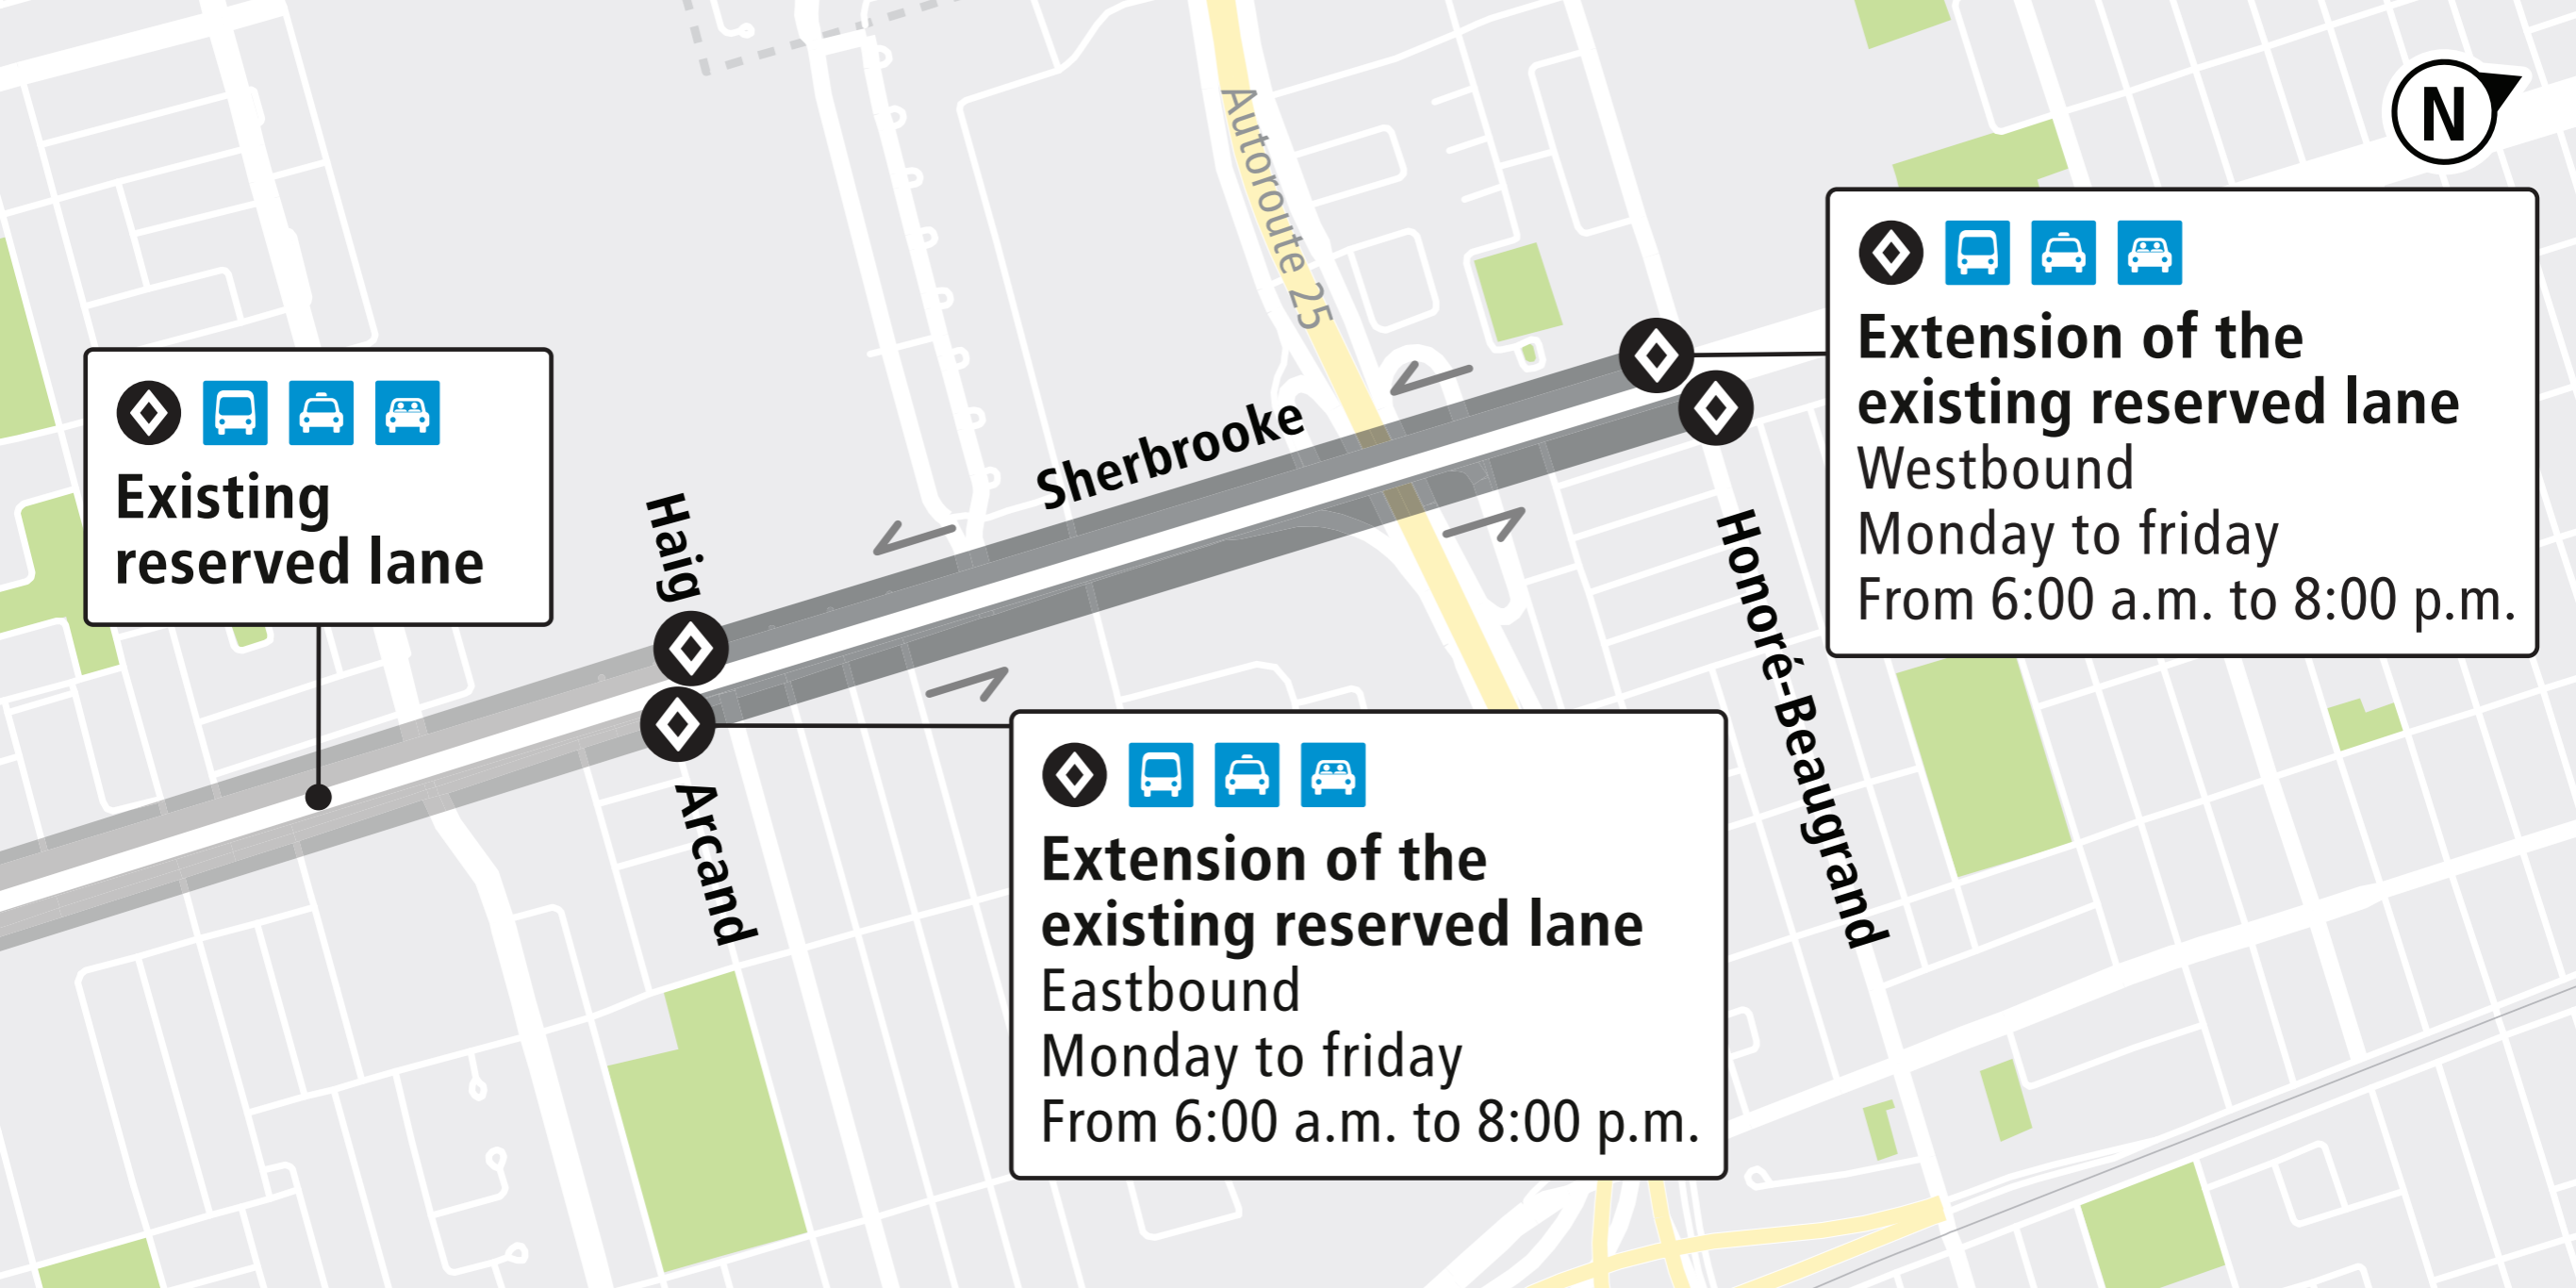 Autoroute 25
N
Extension of the
existing reserved lane
Westbound
Monday to friday
From 6:00 a.m. to 8:00 p.m.
Existing
reserved lane
Sherbrooke
Haig
Honoré-Beaugrand
Arcand
Extension of the
existing reserved lane
Eastbound
Monday to friday
From 6:00 a.m. to 8:00 p.m.